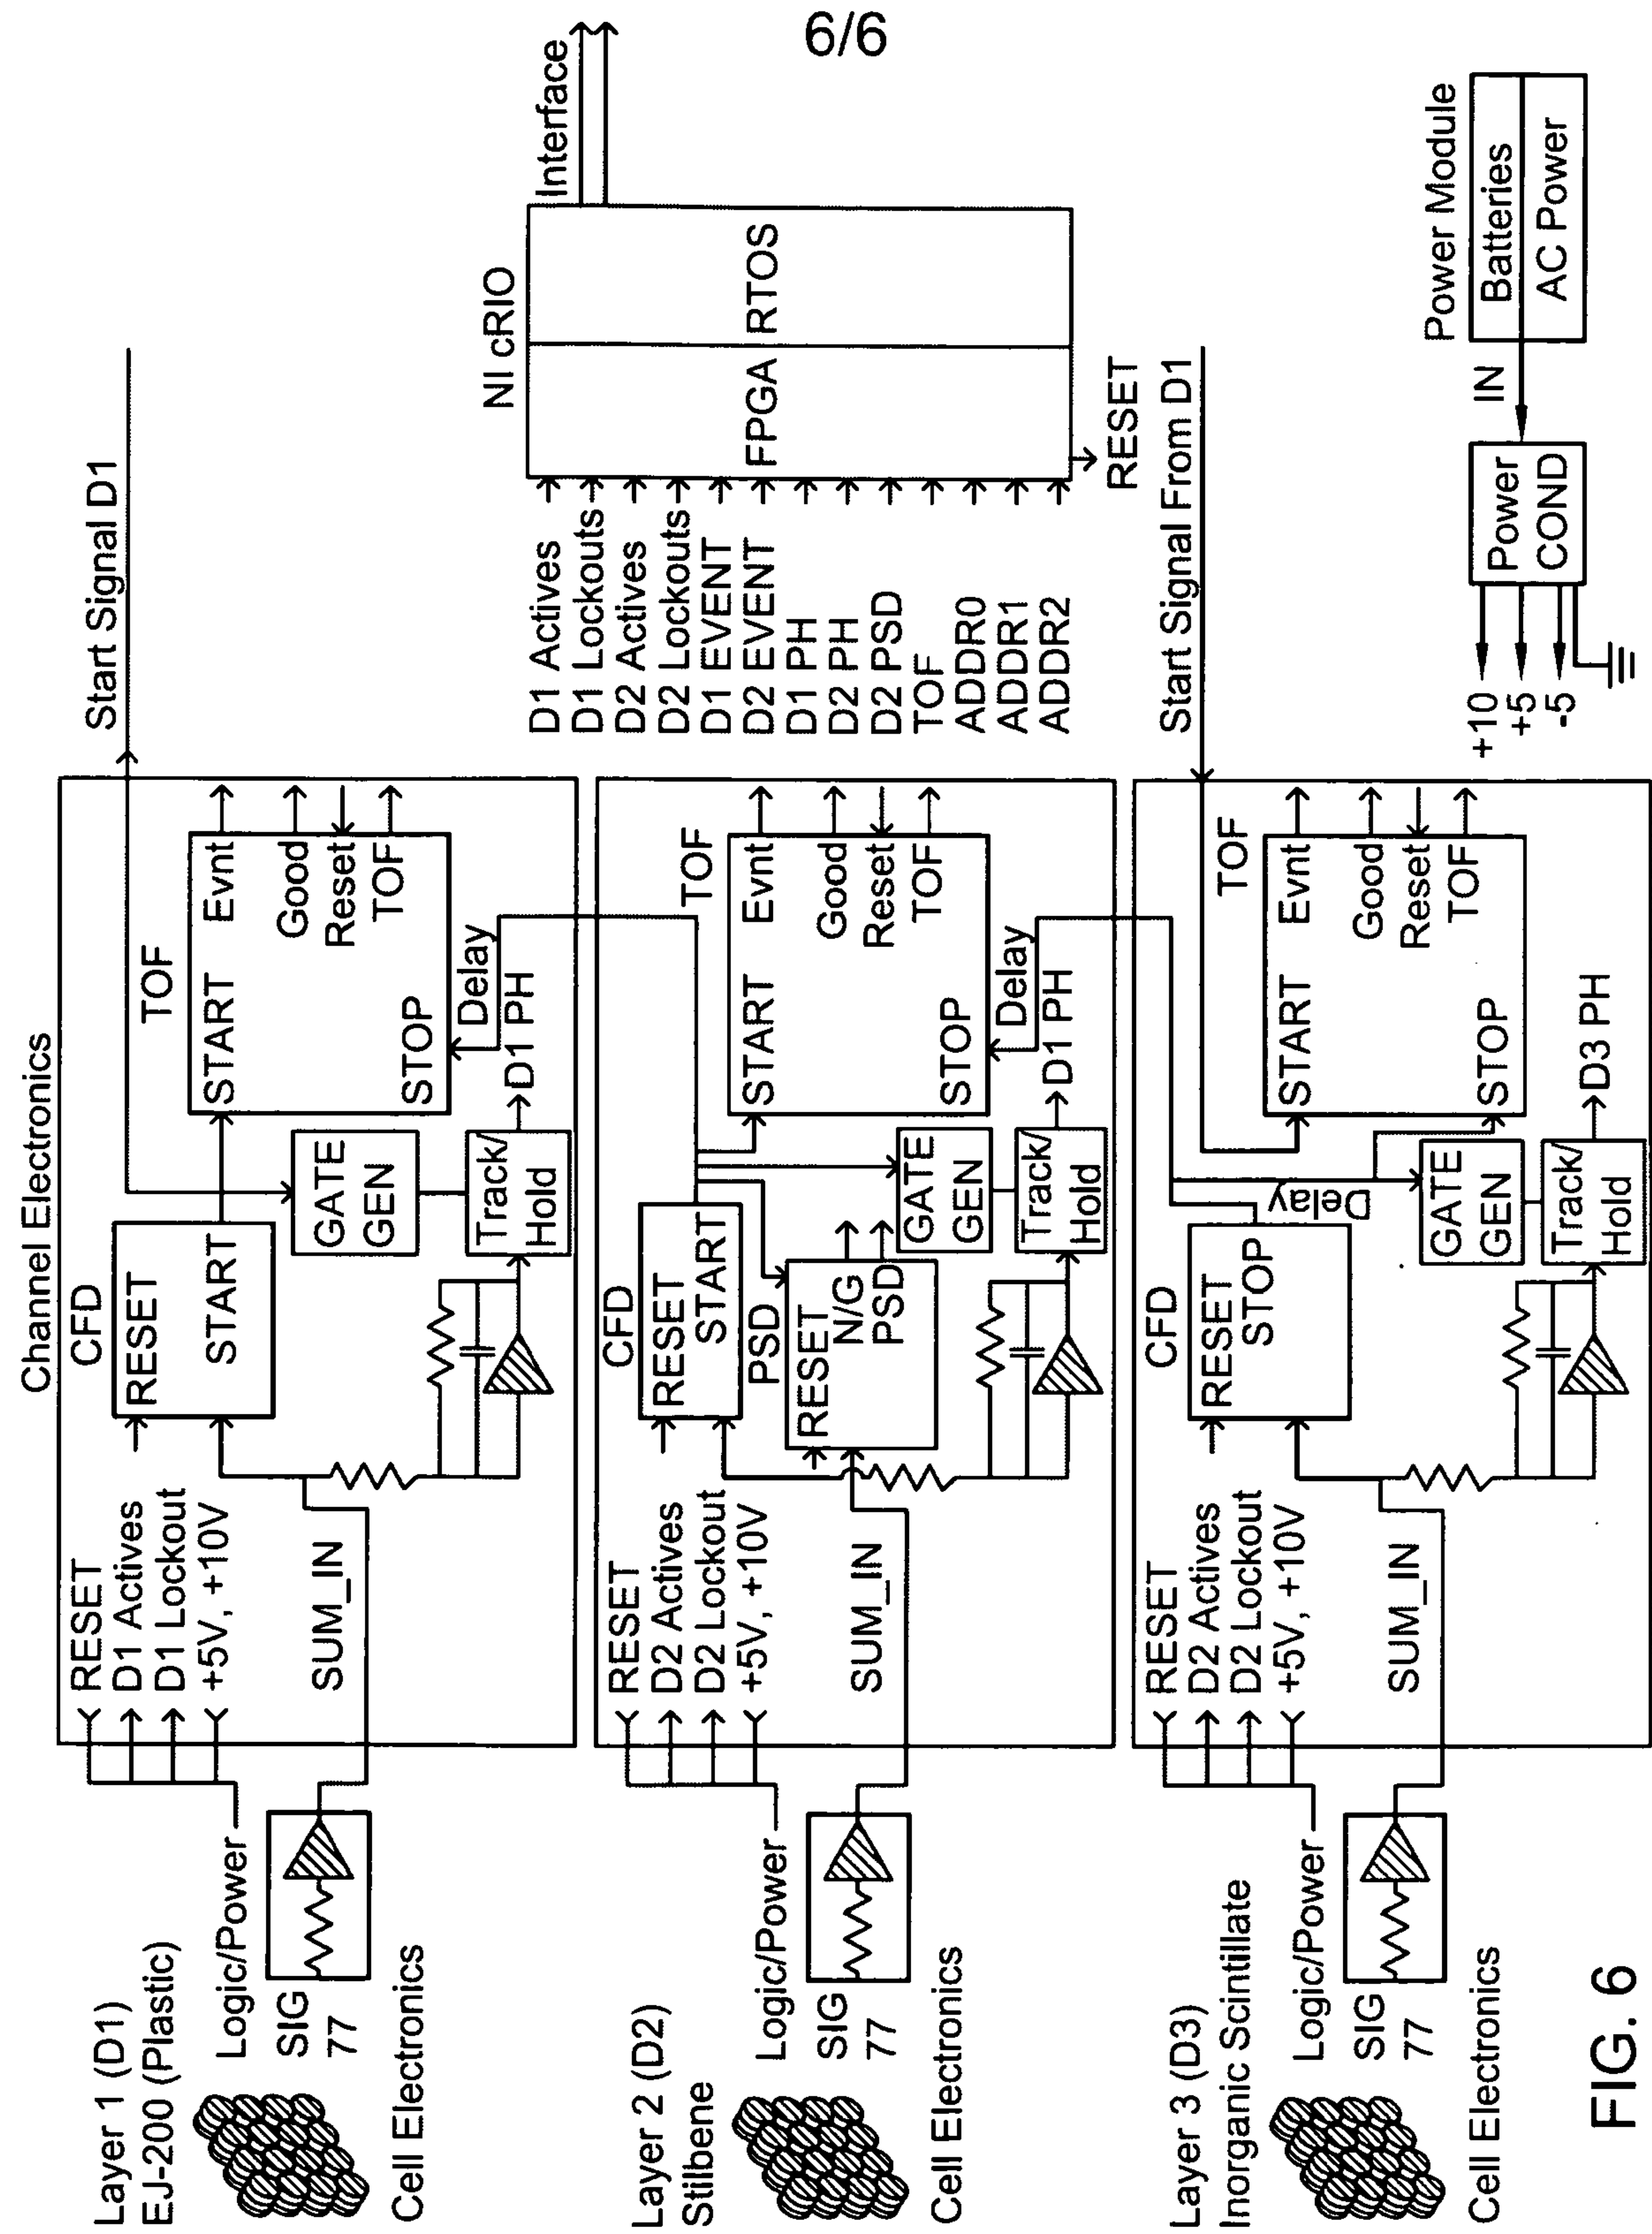 6/6
Channel Electronics
Layer 1 (D1)
EJ-200 (Plastic)
Cell Electronics
Logic/Power
SIG
77
RESET
D1 Actives
D1 Lockout
+5V, +10V
SUM_IN
CFD
RESET
START
GATE
GEN
Track/
Hold
D1 PH
TOF
START
STOP
Evnt
Good
Reset
TOF
Delay
Start Signal D1
Layer 2 (D2)
Stilbene
Cell Electronics
Logic/Power
SIG
77
RESET
D2 Actives
D2 Lockout
+5V, +10V
SUM_IN
CFD
RESET
START
PSD
RESET
N/G
PSD
GATE
GEN
Track/
Hold
D1 PH
TOF
START
STOP
Evnt
Good
Reset
TOF
Delay
NI cRIO
FPGA
RTOS
Interface
D1 Actives
D1 Lockouts
D2 Actives
D2 Lockouts
D1 EVENT
D2 EVENT
D1 PH
D2 PH
D2 PSD
TOF
ADDR0
ADDR1
ADDR2
RESET
Layer 3 (D3)
Inorganic Scintillate
Cell Electronics
Logic/Power
SIG
77
RESET
D2 Actives
D2 Lockout
+5V, +10V
SUM_IN
CFD
RESET
STOP
Delay
GATE
GEN
Track/
Hold
D3 PH
TOF
START
STOP
Evnt
Good
Reset
TOF
Start Signal From D1
+10
+5
-5
Power
COND
IN
Power Module
Batteries
AC Power
FIG. 6